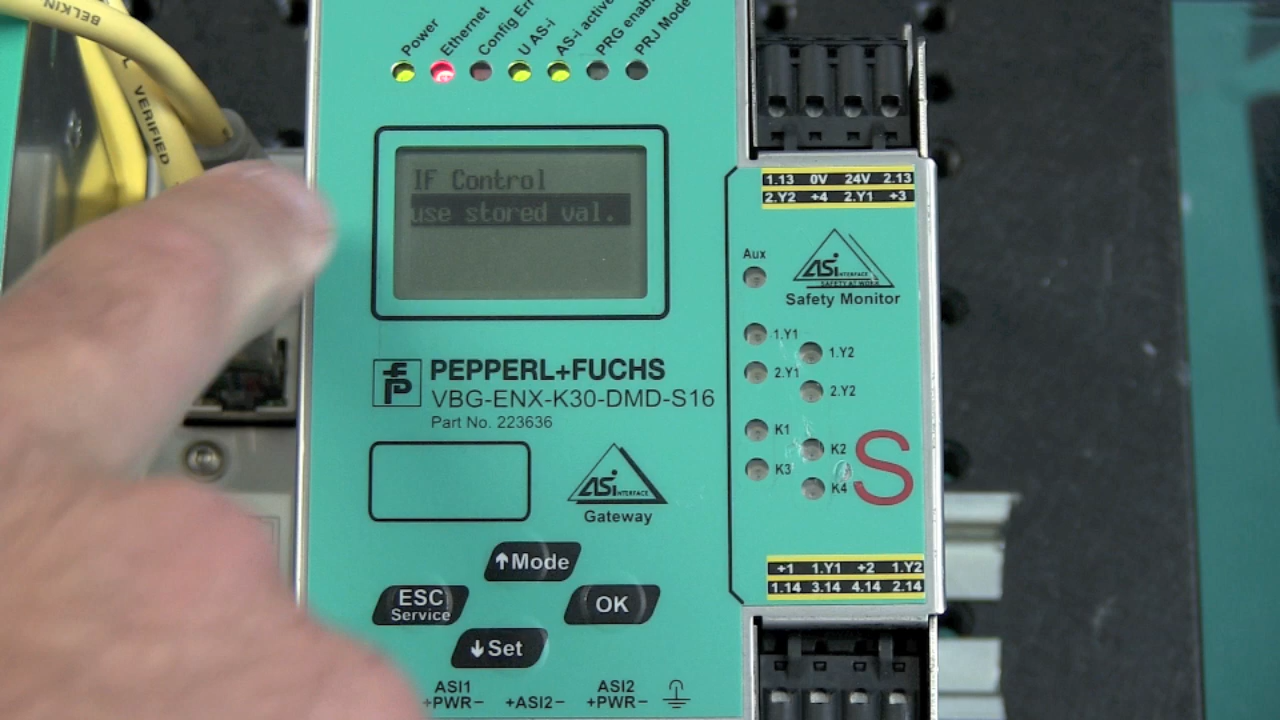 BELKIN
VERIFIED
Power
Ethernet
Config Err
U AS-i
AS-i active
PRG enab
PRJ Mode
IF Control
use stored val.
1.13 0V 24V 2.13
2.Y2 +4 2.Y1 +3
Aux
ASi INTERFACE
SAFETY AT WORK
Safety Monitor
1.Y1
1.Y2
2.Y1
2.Y2
K1
K2
K3
K4
S
PEPPERL+FUCHS
VBG-ENX-K30-DMD-S16
Part No. 223636
ASi INTERFACE
Gateway
↑Mode
ESC
Service
OK
↓Set
+1 1.Y1 +2 1.Y2
1.14 3.14 4.14 2.14
ASI1
+PWR-
+ASI2-
ASI2
+PWR-